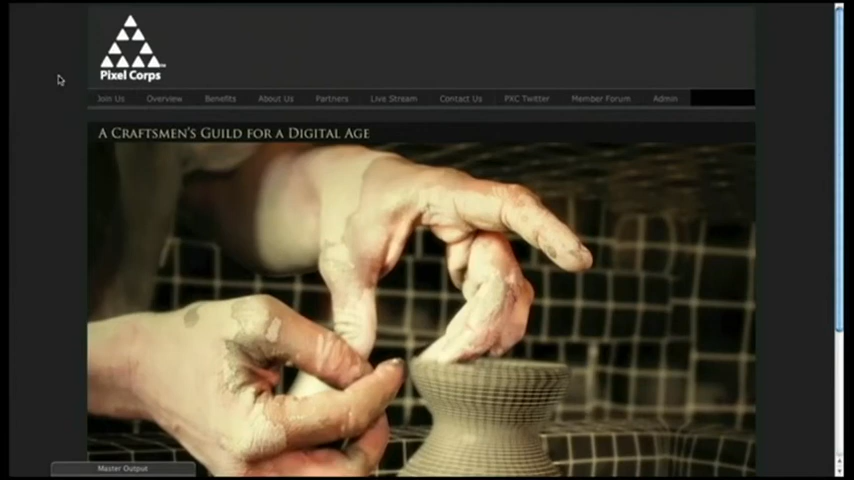 Pixel Corps
Join Us Overview Benefits About Us Partners Live Stream Contact Us PXC Twitter Member Forum Admin
A Craftsmen's Guild for a Digital Age
Master Output